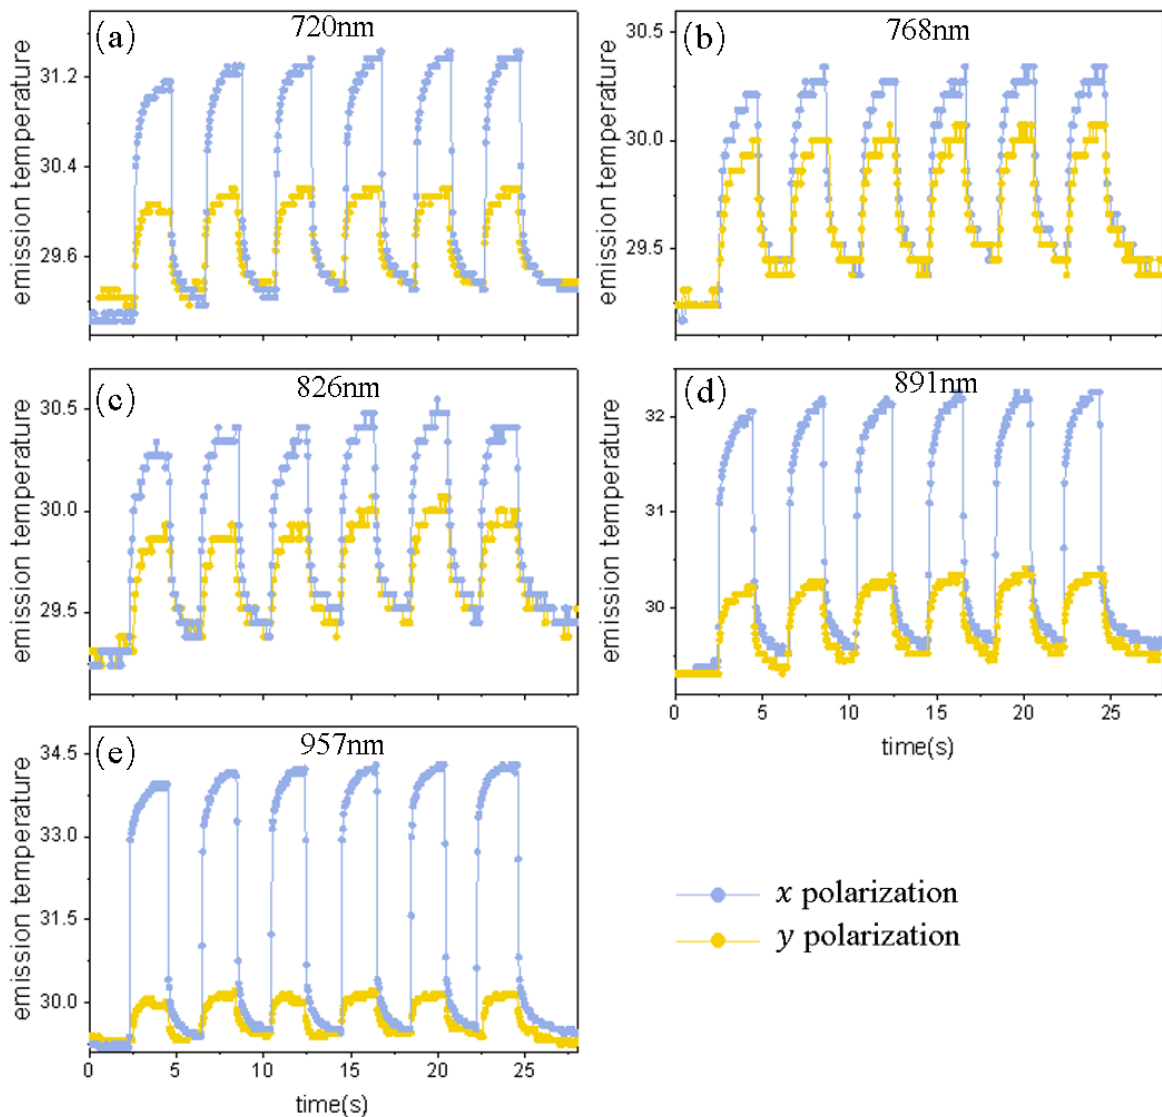 (a) 720nm
emission temperature
31.2
30.4
29.6
(b) 768nm
emission temperature
30.5
30.0
29.5
(c) 826nm
emission temperature
30.5
30.0
29.5
(d) 891nm
emission temperature
32
31
30
0 5 10 15 20 25
time(s)
(e) 957nm
emission temperature
34.5
33.0
31.5
30.0
0 5 10 15 20 25
time(s)
x polarization
y polarization